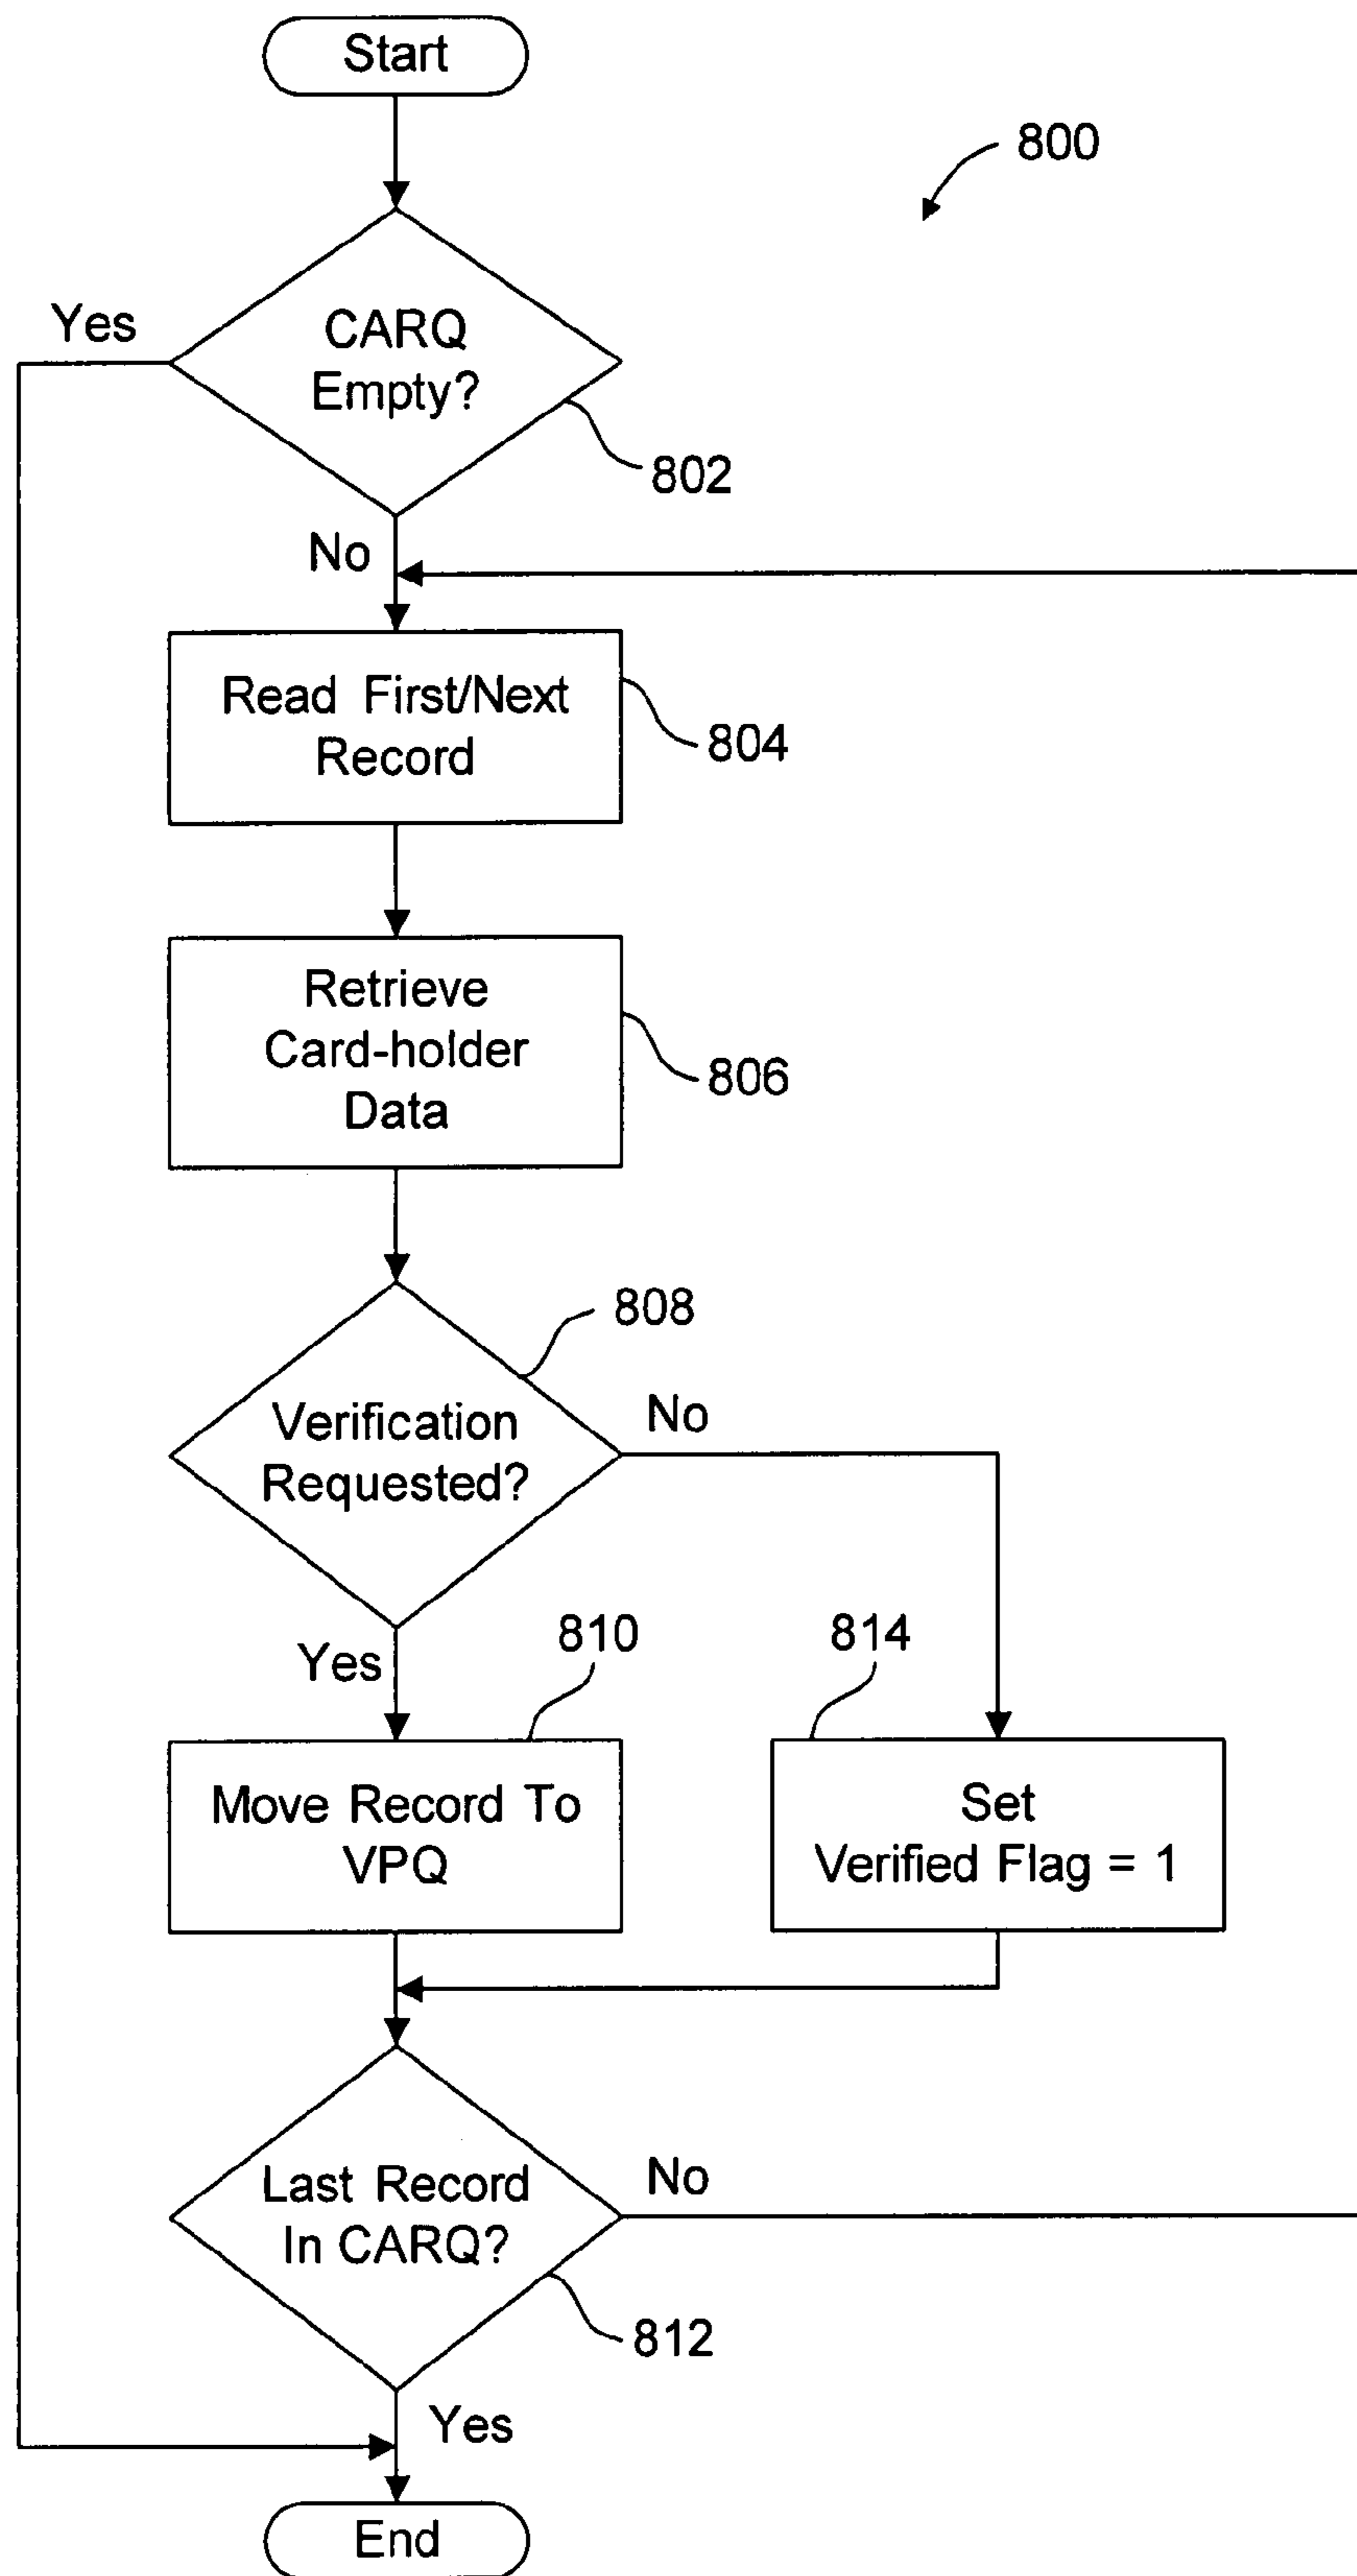 Start
800
Yes
CARQ
Empty?
802
No
Read First/Next
Record
804
Retrieve
Card-holder
Data
806
808
Verification
Requested?
No
Yes
810
814
Move Record To
VPQ
Set
Verified Flag = 1
Last Record
In CARQ?
No
812
Yes
End